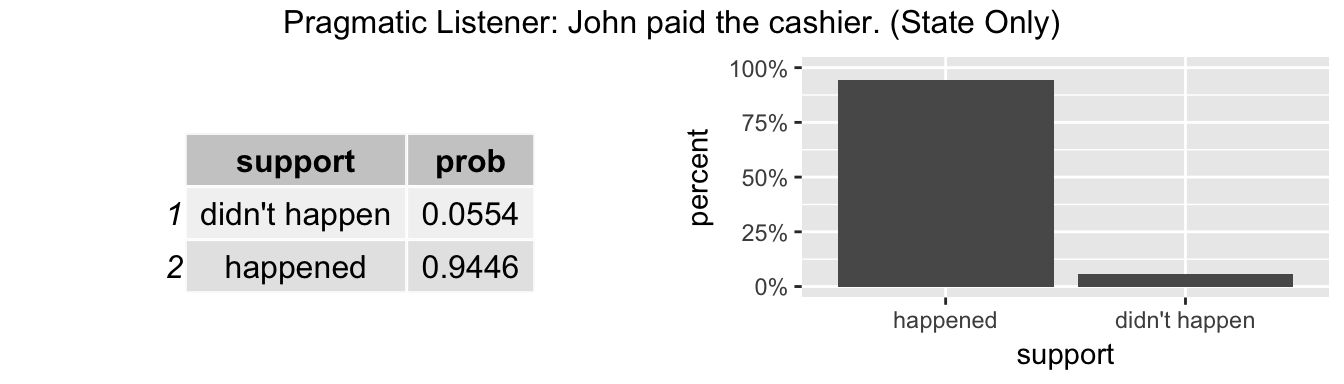 Pragmatic Listener: John paid the cashier. (State Only)
support prob
1 didn't happen 0.0554
2 happened 0.9446
percent
100%
75%
50%
25%
0%
happened didn't happen
support